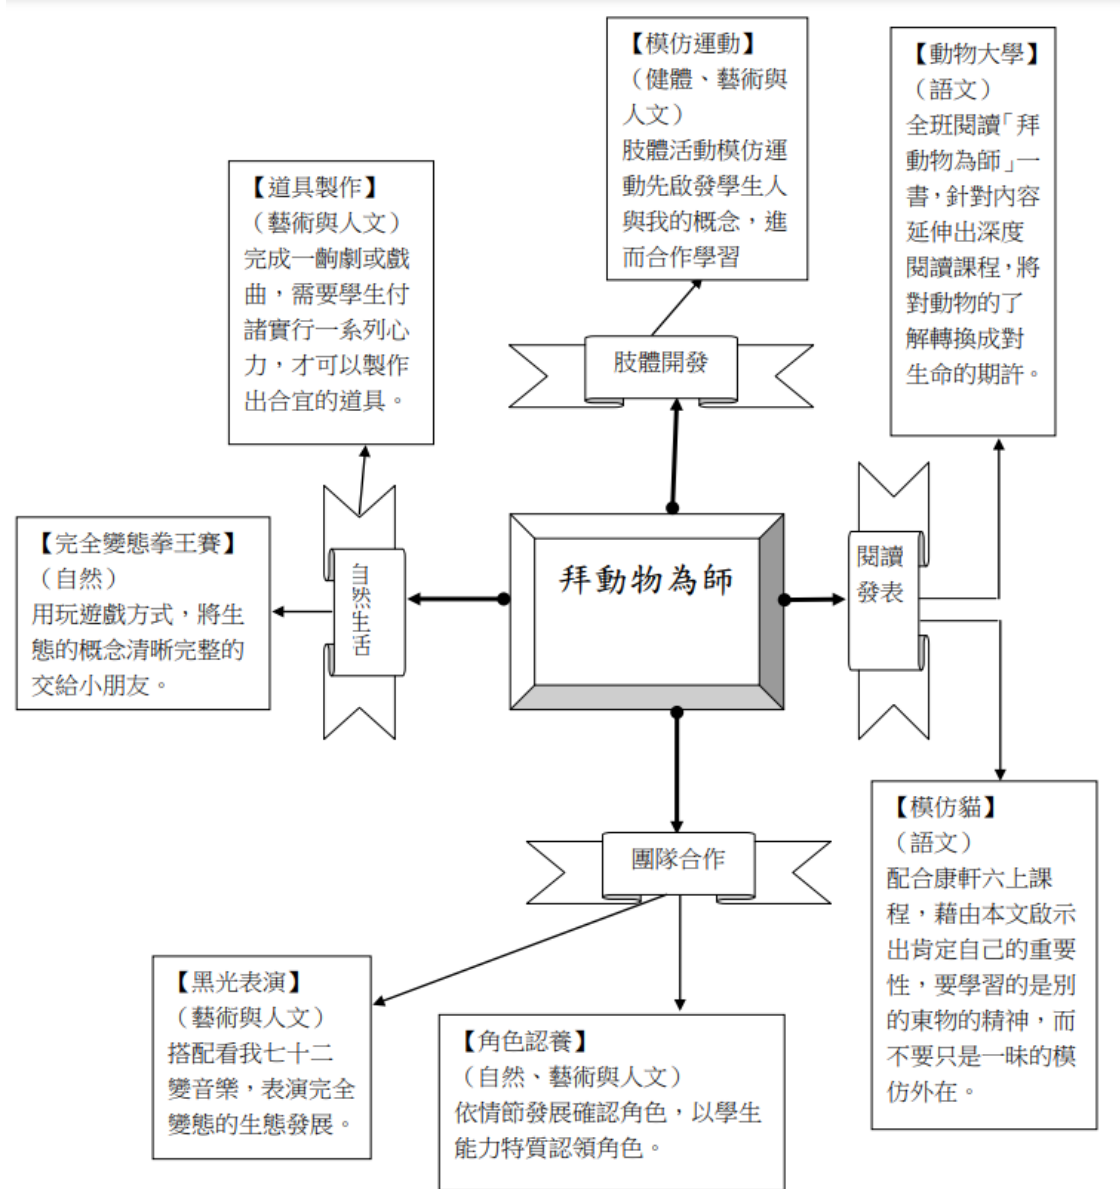 【模仿運動】
（健體、藝術與
人文）
肢體活動模仿運
動先啟發學生人
與我的概念，進
而合作學習
【動物大學】
（語文）
全班閱讀「拜
動物為師」一
書，針對內容
延伸出深度
閱讀課程，將
對動物的了
解轉換成對
生命的期許。
【道具製作】
（藝術與人文）
完成一齣劇或戲
曲，需要學生付
諸實行一系列心
力，才可以製作
出合宜的道具。
肢體開發
【完全變態拳王賽】
（自然）
用玩遊戲方式，將生
態的概念清晰完整的
交給小朋友。
自然生活
拜動物為師
閱讀
發表
團隊合作
【模仿貓】
（語文）
配合康軒六上課
程，藉由本文啟示
出肯定自己的重要
性，要學習的是別
的東物的精神，而
不要只是一昧的模
仿外在。
【黑光表演】
（藝術與人文）
搭配看我七十二
變音樂，表演完全
變態的生態發展。
【角色認養】
（自然、藝術與人文）
依情節發展確認角色，以學生
能力特質認領角色。